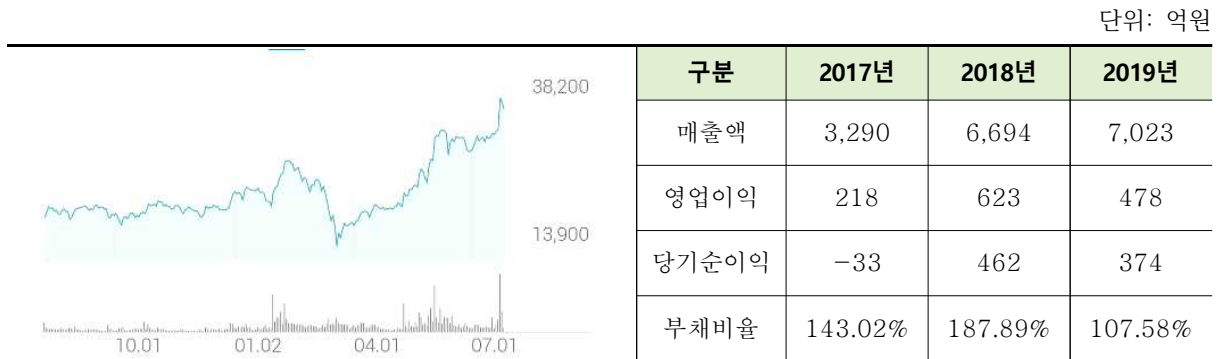 단위: 억원
38,200
13,900
10.01 01.02 04.01 07.01
구분 2017년 2018년 2019년
매출액 3,290 6,694 7,023
영업이익 218 623 478
당기순이익 -33 462 374
부채비율 143.02% 187.89% 107.58%